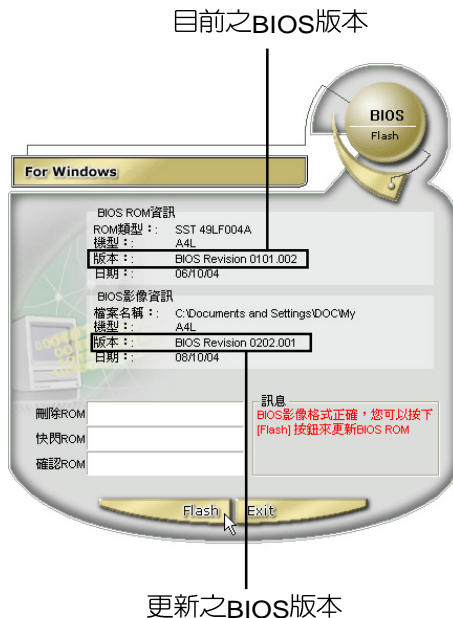 目前之BIOS版本
BIOS
Flash
For Windows
BIOS ROM資訊
ROM類型：: SST 49LF004A
機型：: A4L
版本：: BIOS Revision 0101.002
日期：: 06/10/04
BIOS影像資訊
檔案名稱：: C:\Documents and Settings\DOC\My
機型：: A4L
版本：: BIOS Revision 0202.001
日期：: 08/10/04
刪除ROM
快閃ROM
確認ROM
訊息
BIOS影像格式正確，您可以按下
[Flash] 按鈕來更新BIOS ROM
Flash Exit
更新之BIOS版本